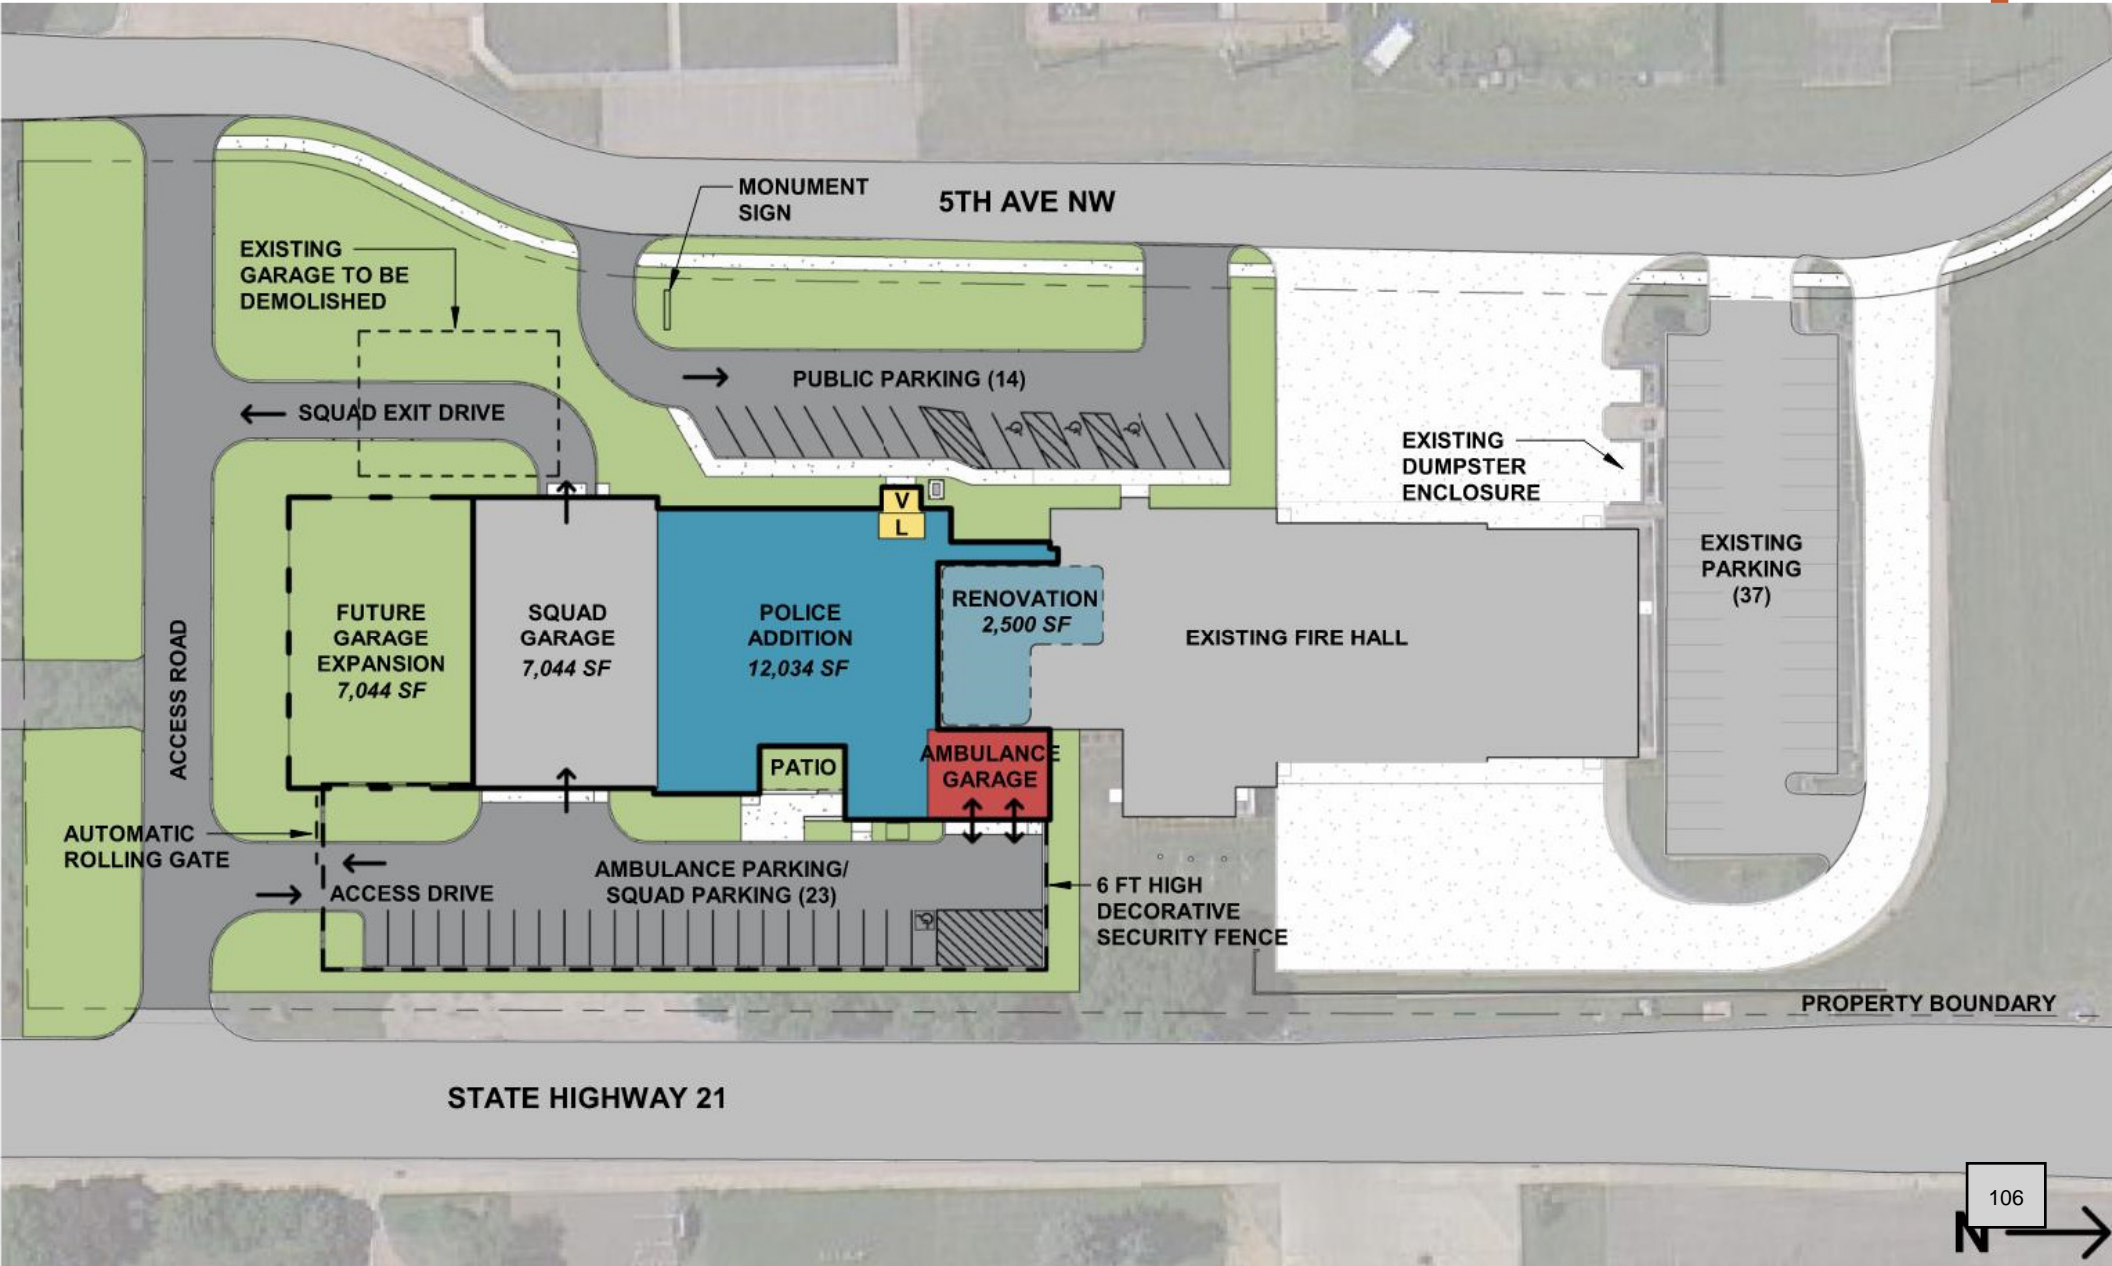 MONUMENT
SIGN
5TH AVE NW
EXISTING
GARAGE TO BE
DEMOLISHED
PUBLIC PARKING (14)
SQUAD EXIT DRIVE
EXISTING
DUMPSTER
ENCLOSURE
V
L
EXISTING
PARKING
(37)
ACCESS ROAD
FUTURE
GARAGE
EXPANSION
7,044 SF
SQUAD
GARAGE
7,044 SF
POLICE
ADDITION
12,034 SF
RENOVATION
2,500 SF
EXISTING FIRE HALL
PATIO
AMBULANCE
GARAGE
AUTOMATIC
ROLLING GATE
ACCESS DRIVE
AMBULANCE PARKING/
SQUAD PARKING (23)
6 FT HIGH
DECORATIVE
SECURITY FENCE
PROPERTY BOUNDARY
STATE HIGHWAY 21
106
N